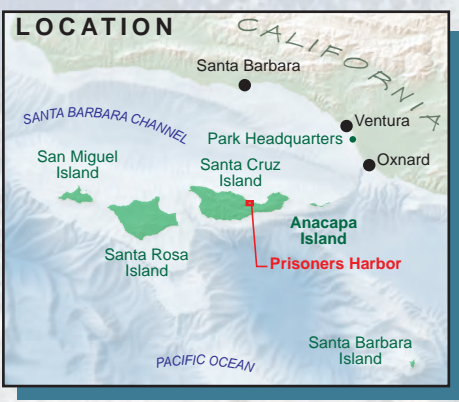 LOCATION
CALIFORNIA
Santa Barbara
SANTA BARBARA CHANNEL
Ventura
Park Headquarters
Oxnard
San Miguel
Island
Santa Cruz
Island
Anacapa
Island
Santa Rosa
Island
Prisoners Harbor
Santa Barbara
Island
PACIFIC OCEAN